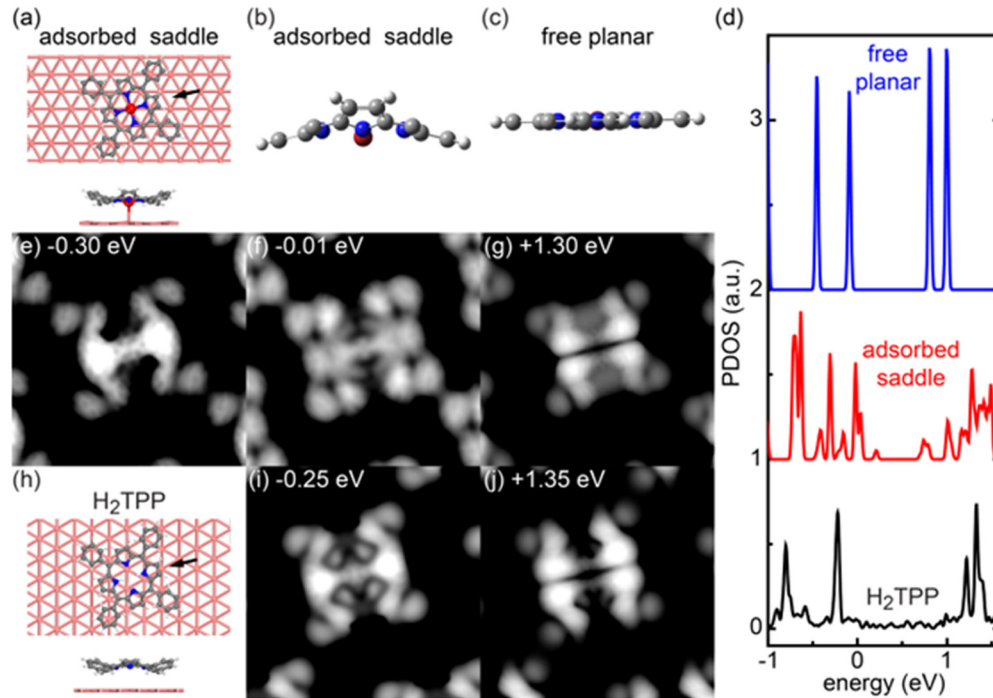 (a)
adsorbed saddle
(b)
adsorbed saddle
(c)
free planar
(d)
free
planar
3
2
PDOS (a.u.)
adsorbed
saddle
1
H2TPP
0
-1
0
1
energy (eV)
(e) -0.30 eV
(f) -0.01 eV
(g) +1.30 eV
(h)
H2TPP
(i) -0.25 eV
(j) +1.35 eV